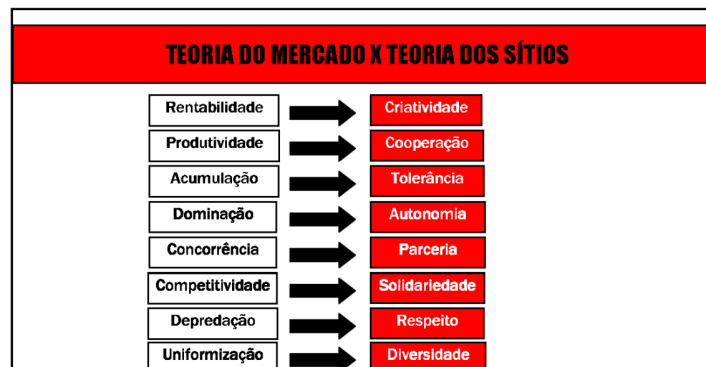 TEORIA DO MERCADO X TEORIA DOS SÍTIOS
Rentabilidade Criatividade
Produtividade Cooperação
Acumulação Tolerância
Dominação Autonomia
Concorrência Parceria
Competitividade Solidariedade
Depredação Respeito
Uniformização Diversidade